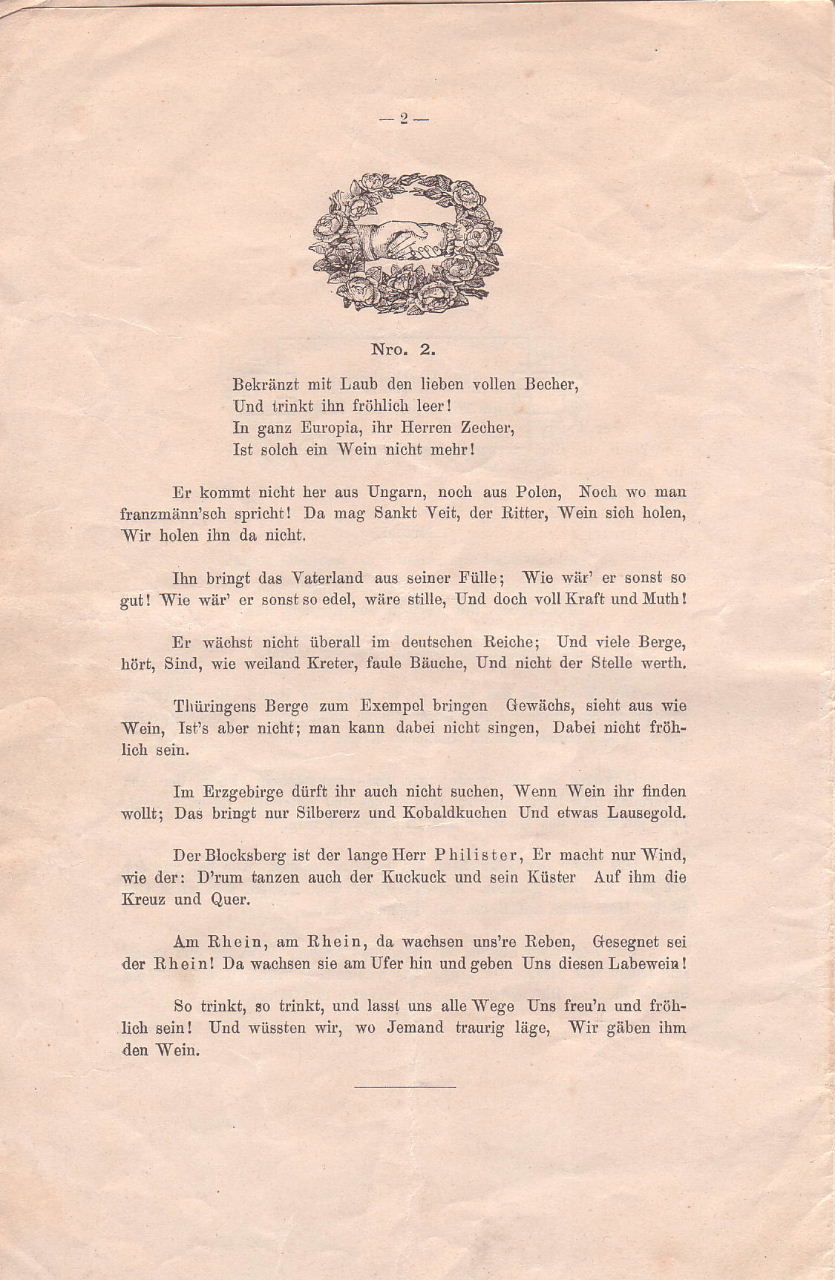 — 2 —
Nro. 2.
Bekränzt mit Laub den lieben vollen Becher,
Und trinkt ihn fröhlich leer!
In ganz Europia, ihr Herren Zecher,
Ist solch ein Wein nicht mehr!
Er kommt nicht her aus Ungarn, noch aus Polen, Noch wo man
franzmänn'sch spricht! Da mag Sankt Veit, der Ritter, Wein sich holen,
Wir holen ihn da nicht.
Ihn bringt das Vaterland aus seiner Fülle; Wie wär' er sonst so
gut! Wie wär' er sonst so edel, wäre stille, Und doch voll Kraft und Muth!
Er wächst nicht überall im deutschen Reiche; Und viele Berge,
hört, Sind, wie weiland Kreter, faule Bäuche, Und nicht der Stelle werth.
Thüringens Berge zum Exempel bringen Gewächs, sieht aus wie
Wein, Ist's aber nicht; man kann dabei nicht singen, Dabei nicht fröh-
lich sein.
Im Erzgebirge dürft ihr auch nicht suchen, Wenn Wein ihr finden
wollt; Das bringt nur Silbererz und Kobaldkuchen Und etwas Lausegold.
Der Blocksberg ist der lange Herr Philister, Er macht nur Wind,
wie der: D'rum tanzen auch der Kuckuck und sein Küster Auf ihm die
Kreuz und Quer.
Am Rhein, am Rhein, da wachsen uns're Reben, Gesegnet sei
der Rhein! Da wachsen sie am Ufer hin und geben Uns diesen Labewein!
So trinkt, so trinkt, und lasst uns alle Wege Uns freu'n und fröh-
lich sein! Und wüssten wir, wo Jemand traurig läge, Wir gäben ihm
den Wein.